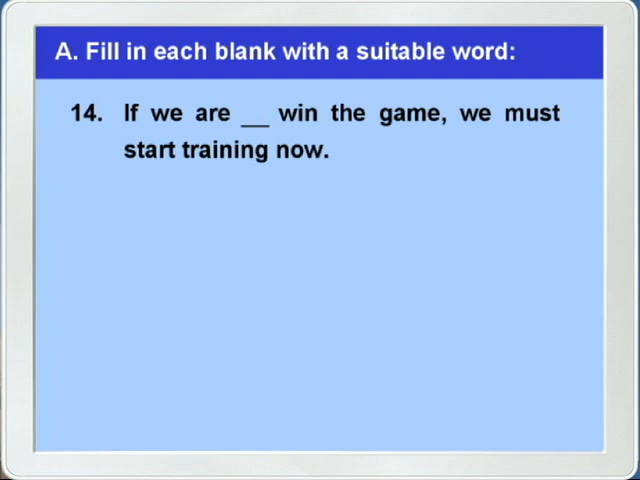 A. Fill in each blank with a suitable word:
14. If we are __ win the game, we must
start training now.